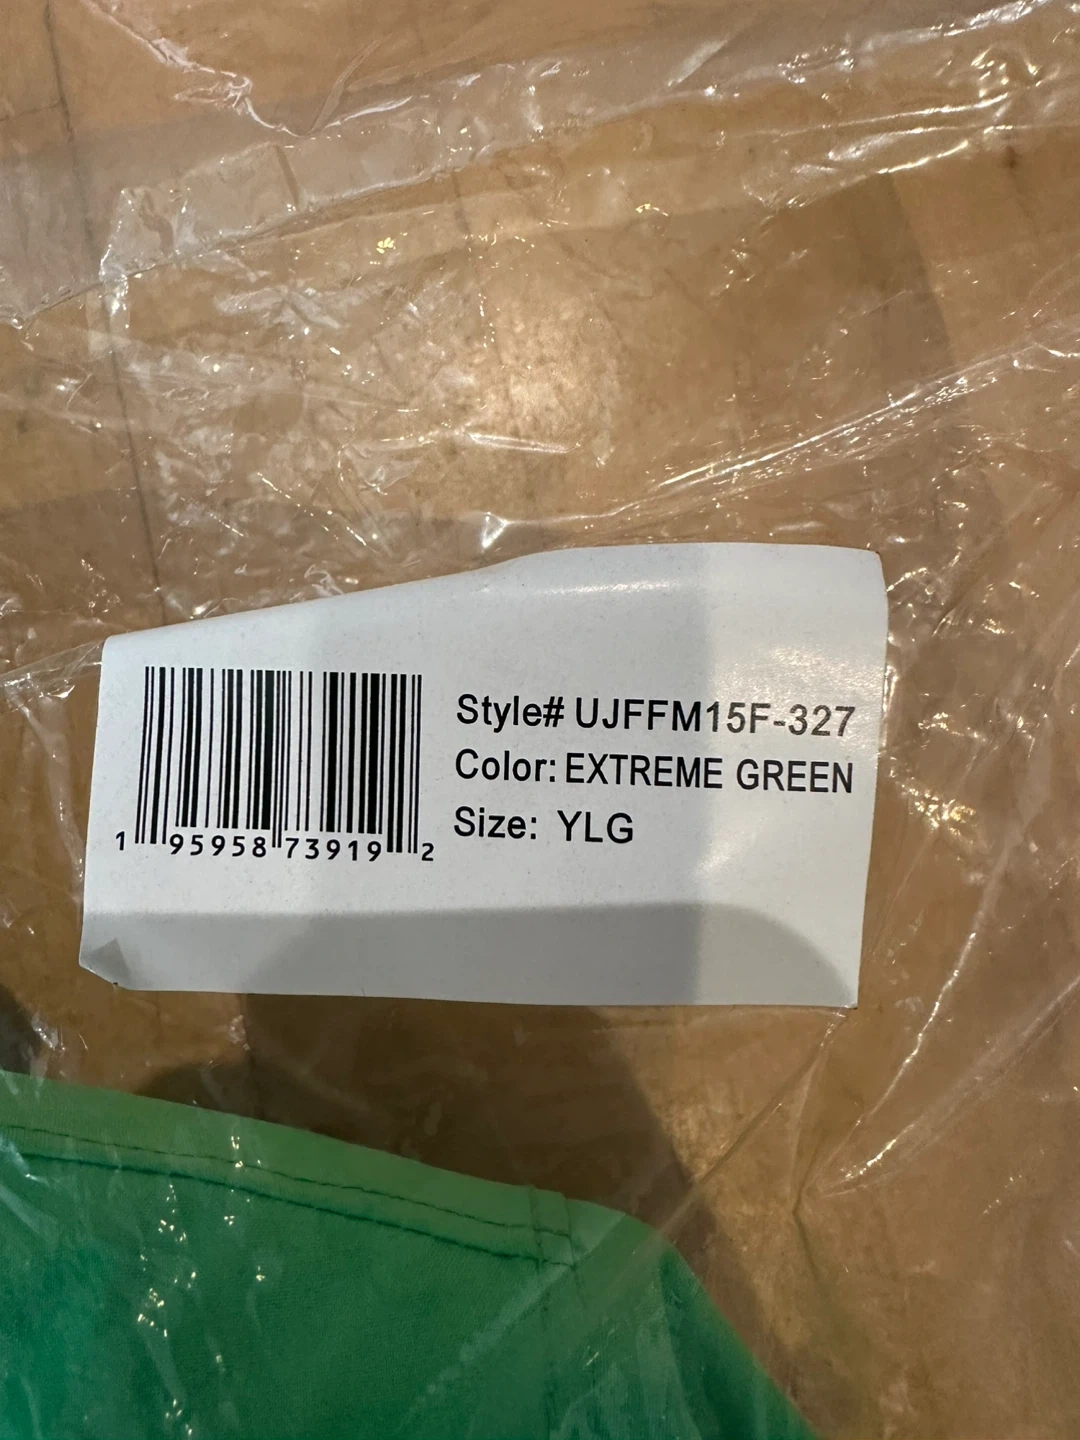 Style# UJFFM15F-327
Color: EXTREME GREEN
Size: YLG
1 95958 73919 2